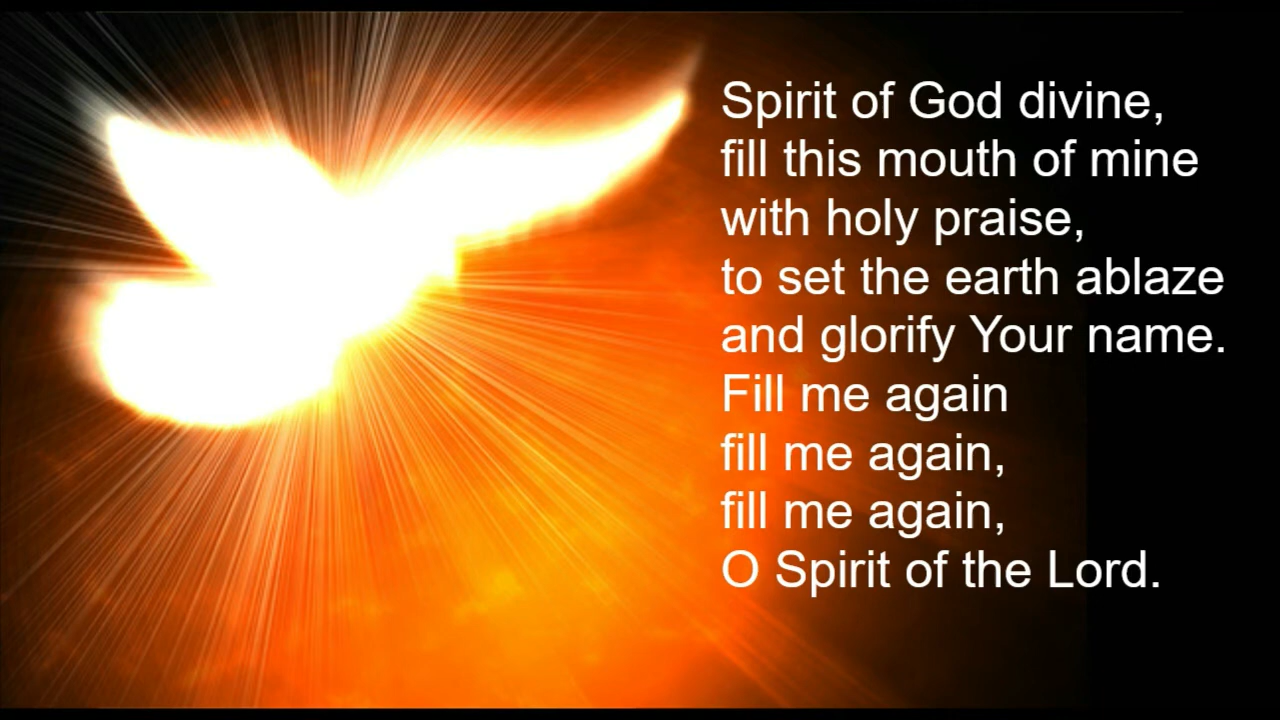 Spirit of God divine,
fill this mouth of mine
with holy praise,
to set the earth ablaze
and glorify Your name.
Fill me again
fill me again,
fill me again,
O Spirit of the Lord.